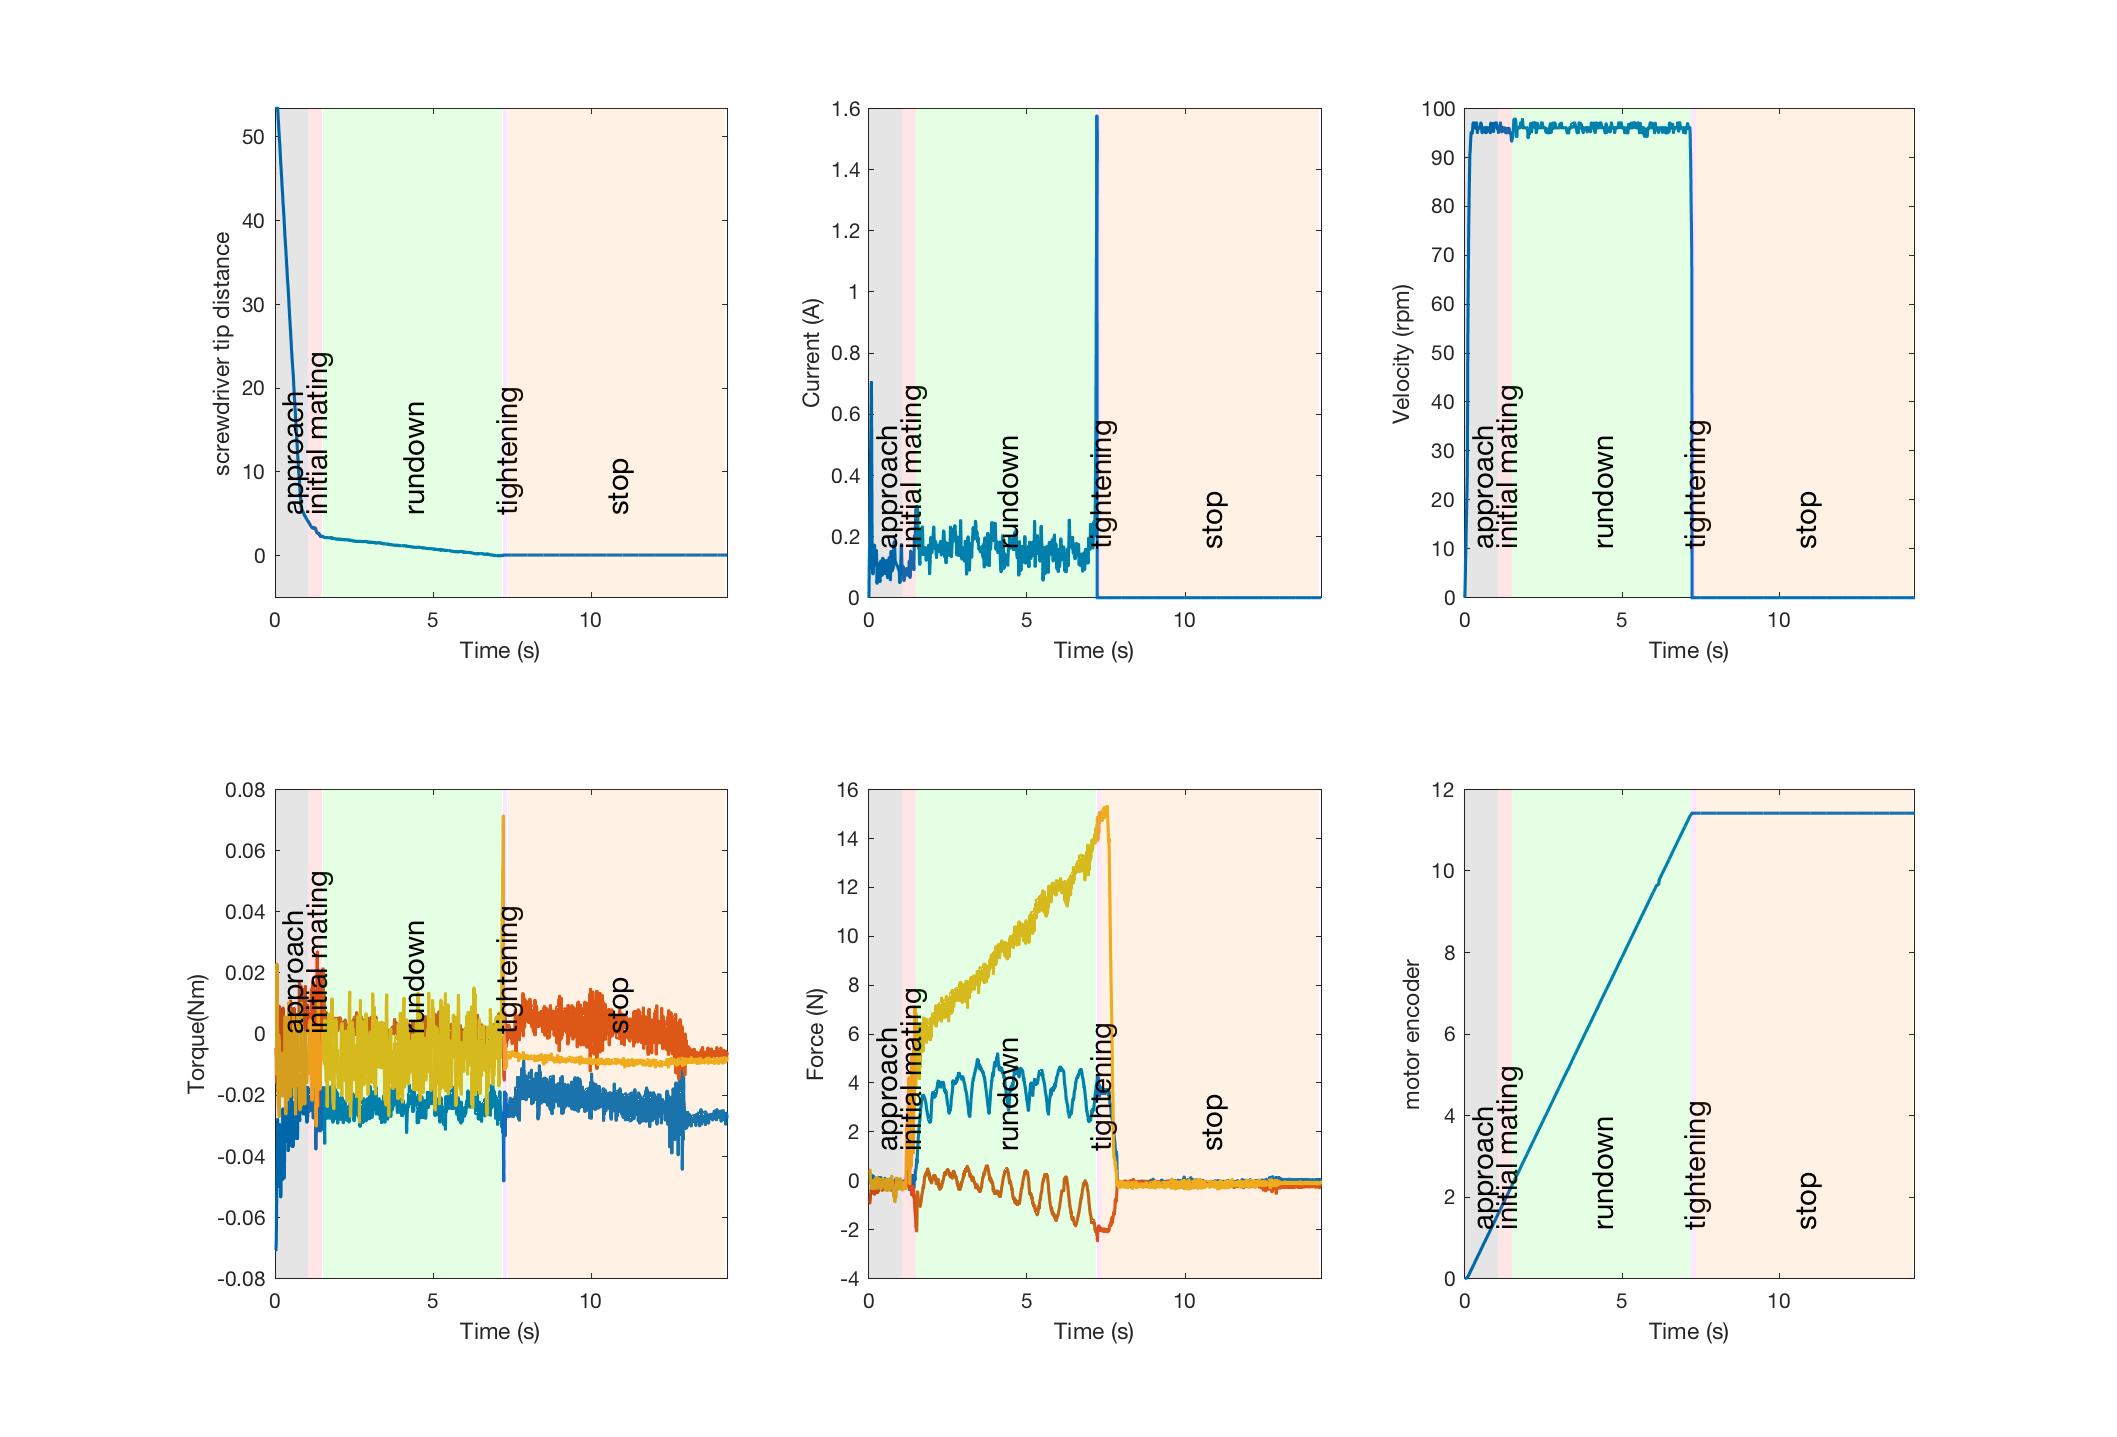 50
40
30
20
10
0
screwdriver tip distance
approach
initial mating
rundown
tightening
stop
0 5 10
Time (s)
1.6
1.4
1.2
1
0.8
0.6
0.4
0.2
0
Current (A)
approach
initial mating
rundown
tightening
stop
0 5 10
Time (s)
100
90
80
70
60
50
40
30
20
10
0
Velocity (rpm)
approach
initial mating
rundown
tightening
stop
0 5 10
Time (s)
0.08
0.06
0.04
0.02
0
-0.02
-0.04
-0.06
-0.08
Torque(Nm)
approach
initial mating
rundown
tightening
stop
0 5 10
Time (s)
16
14
12
10
8
6
4
2
0
-2
-4
Force (N)
approach
initial mating
rundown
tightening
stop
0 5 10
Time (s)
12
10
8
6
4
2
0
motor encoder
approach
initial mating
rundown
tightening
stop
0 5 10
Time (s)